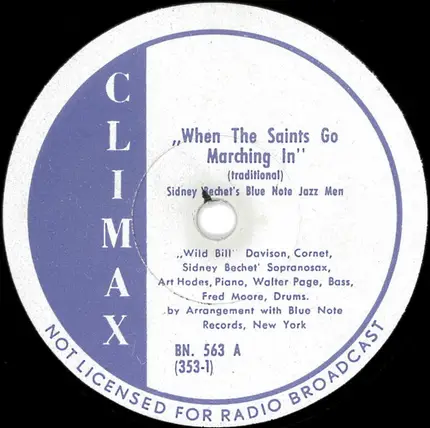 CLIMAX
„When The Saints Go
Marching In"
(traditional)
Sidney Bechet's Blue Note Jazz Men
„Wild Bill' Davison, Cornet,
Sidney Bechet' Sopranosax,
Art Hodes, Piano, Walter Page, Bass,
Fred Moore, Drums.
by Arrangement with Blue Note
Records, New York
BN. 563 A
(353-1)
NOT LICENSED FOR RADIO BROADCAST